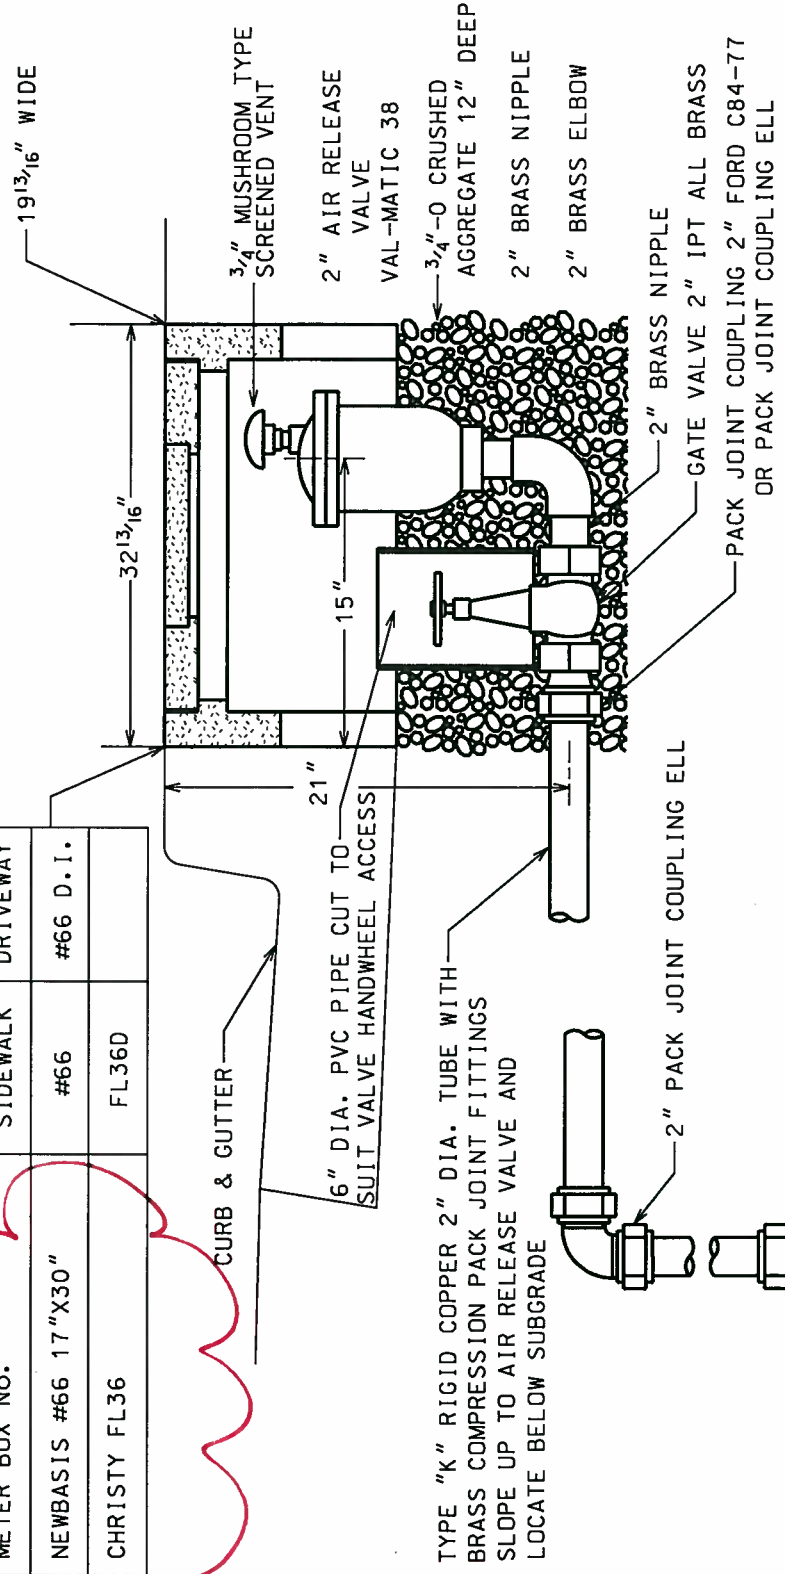 METER BOX NO. SIDEWALK DRIVEWAY
NEWBASIS #66 17"X30" #66 #66 D.I.
CHRISTY FL36 FL36D
19 13/16" WIDE
32 13/16"
15"
21"
3/4" MUSHROOM TYPE
SCREENED VENT
2" AIR RELEASE
VALVE
VAL-MATIC 38
3/4"-0 CRUSHED
AGGREGATE 12" DEEP
2" BRASS NIPPLE
2" BRASS ELBOW
2" BRASS NIPPLE
GATE VALVE 2" IPT ALL BRASS
PACK JOINT COUPLING 2" FORD C84-77
OR PACK JOINT COUPLING ELL
CURB & GUTTER
6" DIA. PVC PIPE CUT TO
SUIT VALVE HANDWHEEL ACCESS
TYPE "K" RIGID COPPER 2" DIA. TUBE WITH
BRASS COMPRESSION PACK JOINT FITTINGS
SLOPE UP TO AIR RELEASE VALVE AND
LOCATE BELOW SUBGRADE
2" PACK JOINT COUPLING ELL